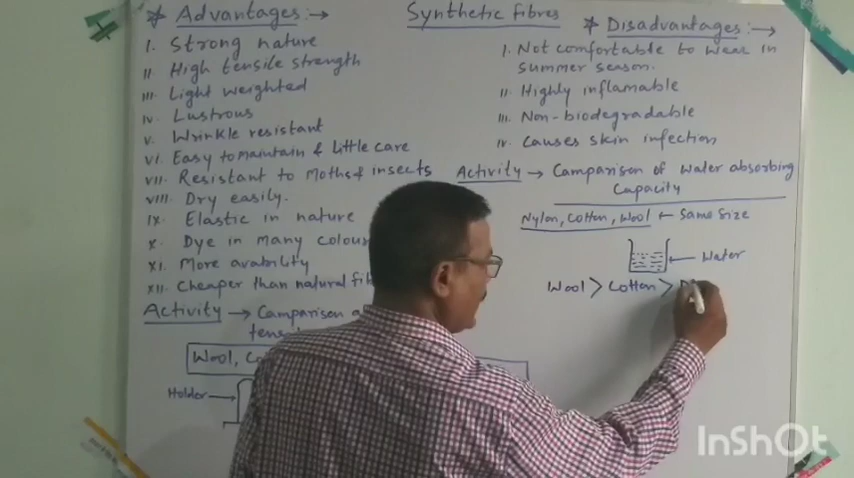 Synthetic fibres
* Advantages :→
I. Strong nature
II. High tensile strength
III. Light weighted
IV. Lustrous
V. Wrinkle resistant
VI. Easy to maintain & little care
VII. Resistant to Moths & insects
VIII. Dry easily.
IX. Elastic in nature
X. Dye in many colou
XI. More avability
XII. Cheaper than natural fi
Activity → Comparison
ten
Wool, Co
Holder →
* Disadvantages :→
I. Not comfortable to wear in
summer season.
II. Highly inflamable
III. Non-biodegradable
IV. Causes skin infection
Activity → Comparison of water absorbing
Capacity
Nylon, Cotton, Wool ← Same Size
← Water
Wool > Cotton >
InShOt